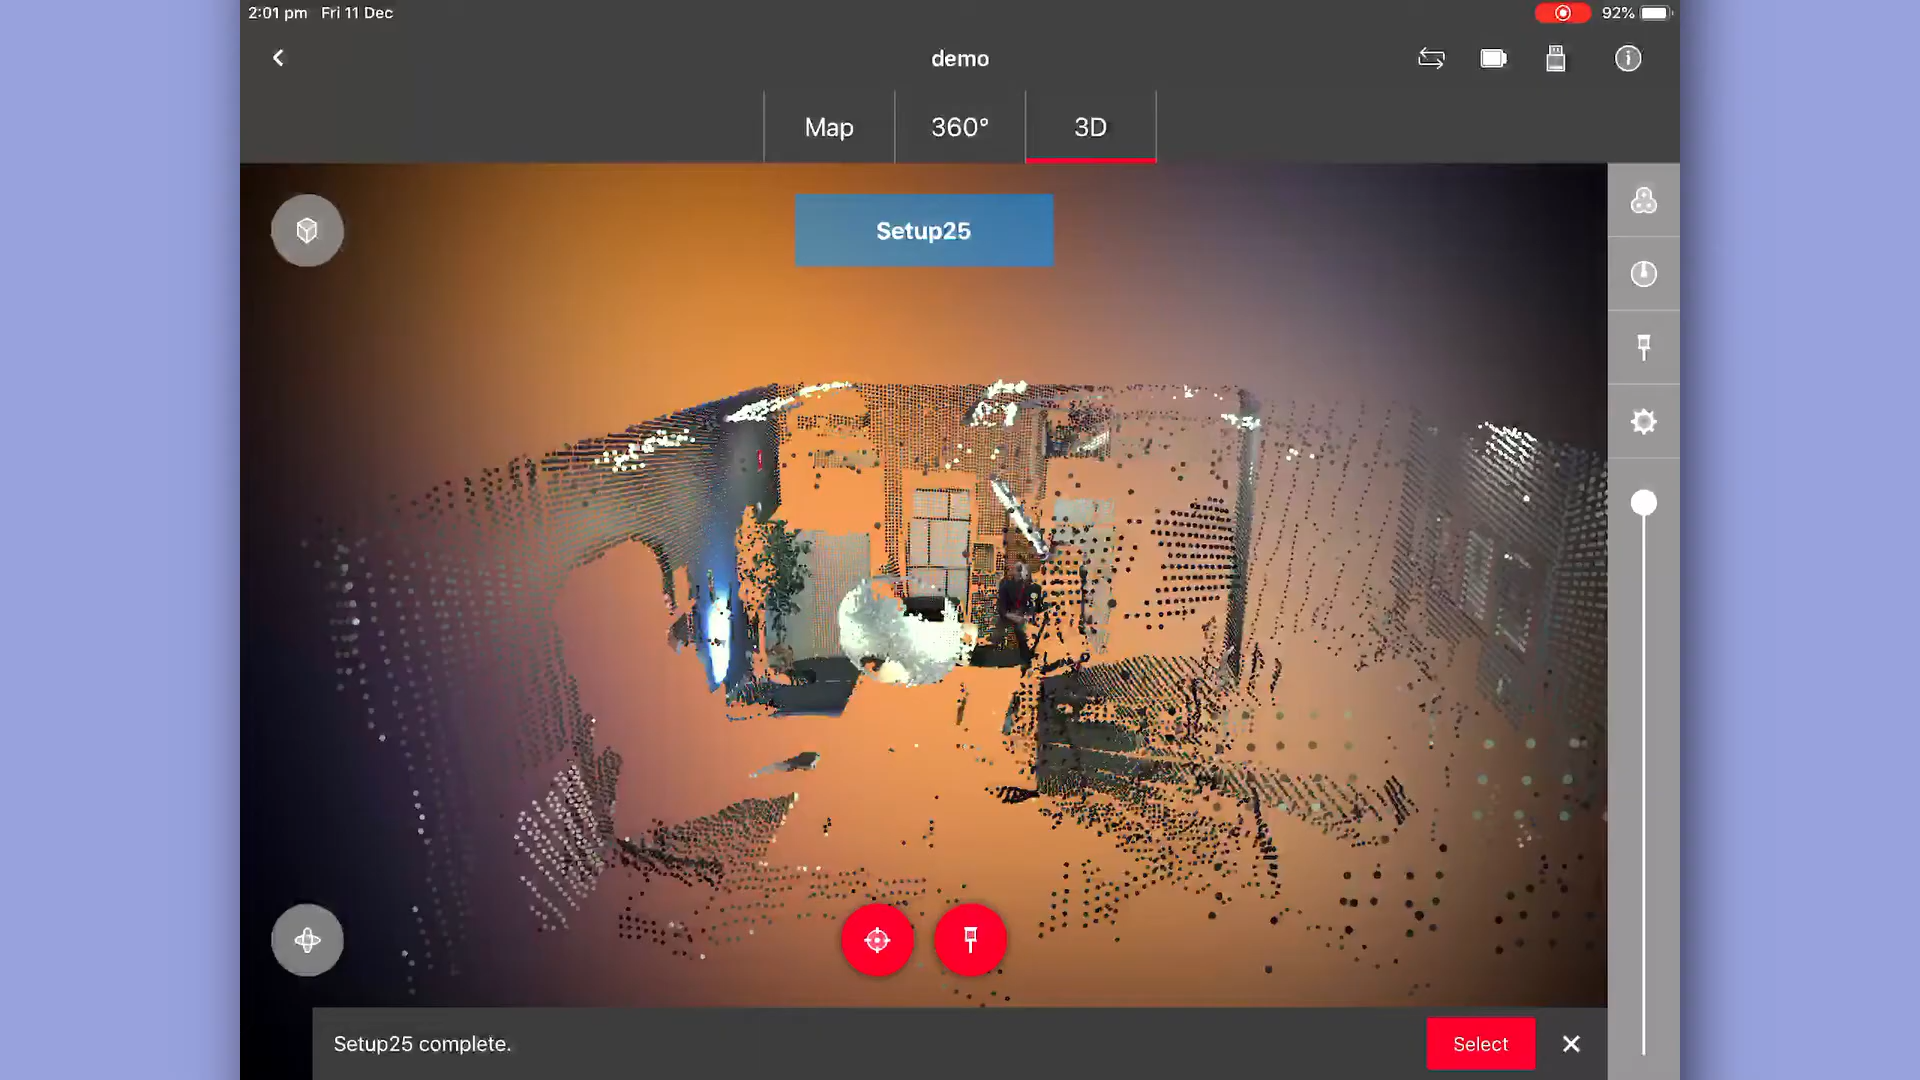 2:01 pm Fri 11 Dec
92%
demo
Map
360°
3D
Setup25
Setup25 complete.
Select